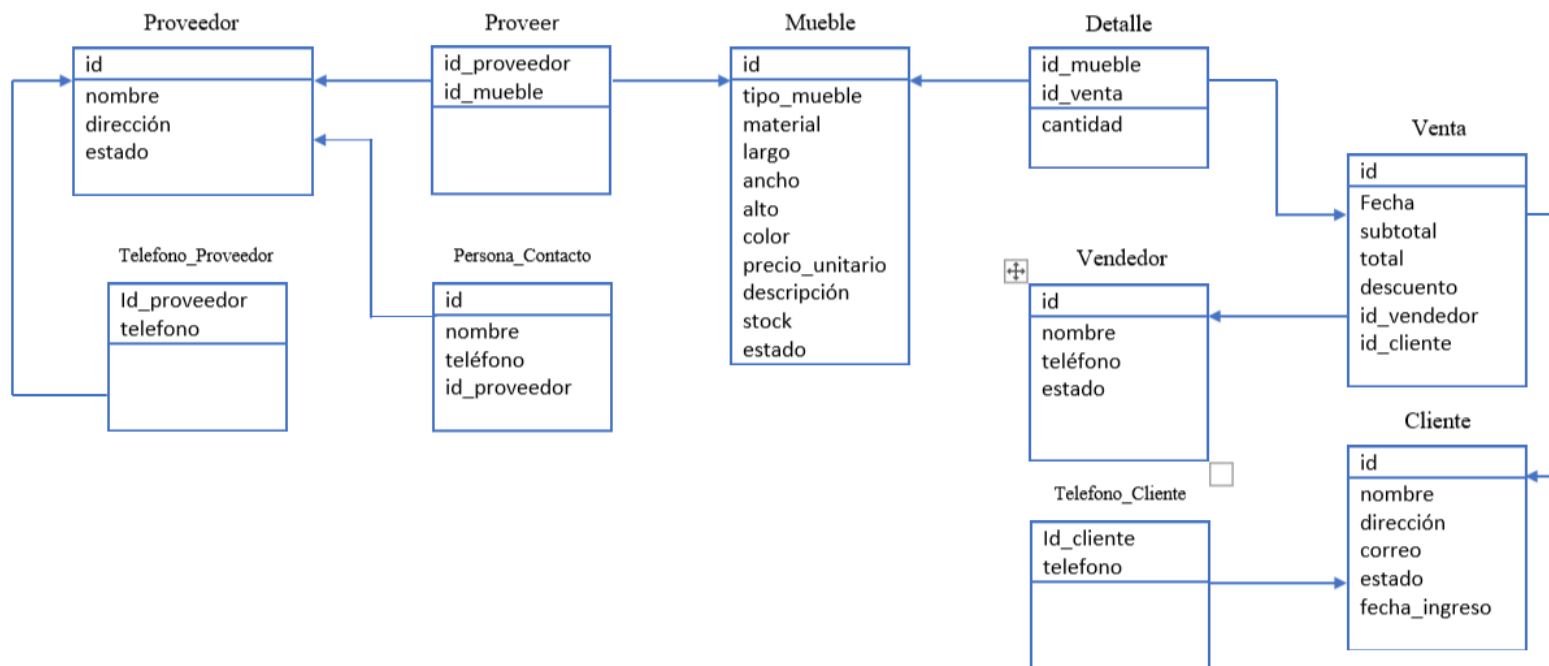 Proveedor
id
nombre
dirección
estado
Proveer
id_proveedor
id_mueble
Mueble
id
tipo_mueble
material
largo
ancho
alto
color
precio_unitario
descripción
stock
estado
Detalle
id_mueble
id_venta
cantidad
Venta
id
Fecha
subtotal
total
descuento
id_vendedor
id_cliente
Telefono_Proveedor
Id_proveedor
telefono
Persona_Contacto
id
nombre
teléfono
id_proveedor
Vendedor
id
nombre
teléfono
estado
Telefono_Cliente
Id_cliente
telefono
Cliente
id
nombre
dirección
correo
estado
fecha_ingreso